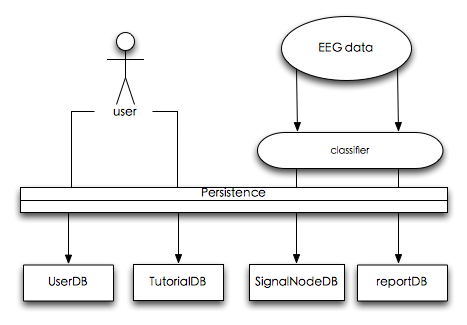 EEG data
user
classifier
Persistence
UserDB
TutorialDB
SignalNodeDB
reportDB